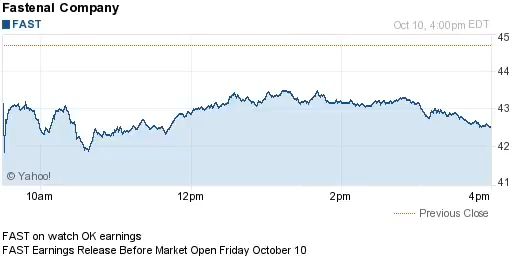 Fastenal Company
FAST
Oct 10, 4:00pm EDT
45
44
43
42
41
© Yahoo!
10am 12pm 2pm 4pm
Previous Close
FAST on watch OK earnings
FAST Earnings Release Before Market Open Friday October 10